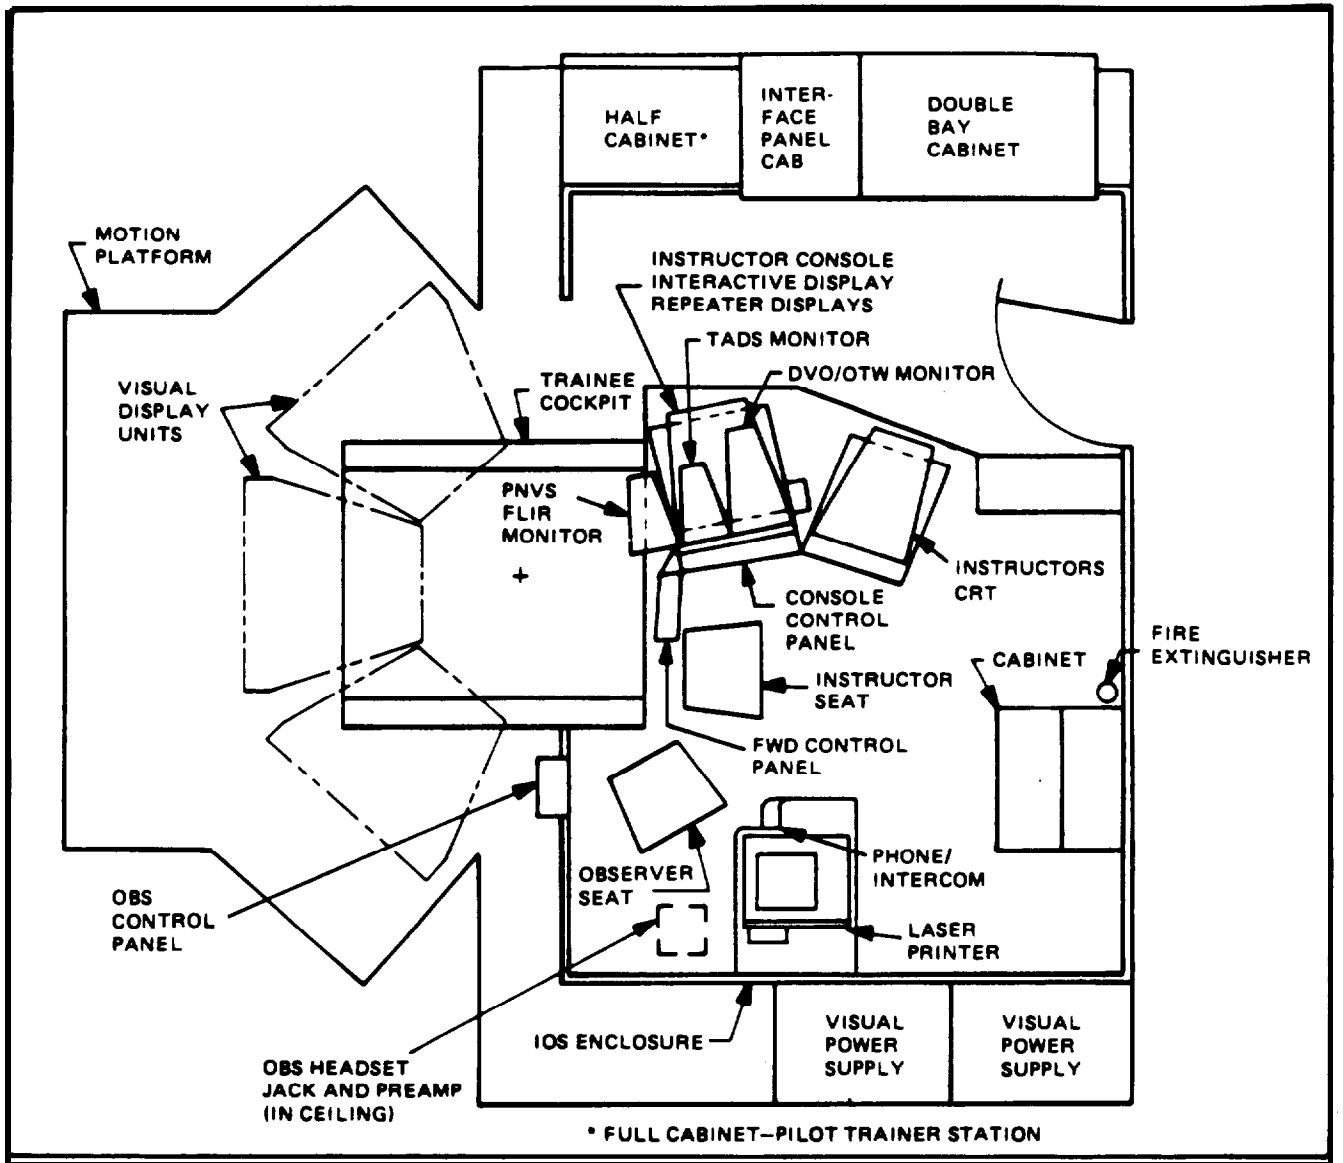 HALF
CABINET*
INTER-
FACE
PANEL
CAB
DOUBLE
BAY
CABINET
MOTION
PLATFORM
INSTRUCTOR CONSOLE
INTERACTIVE DISPLAY
REPEATER DISPLAYS
TADS MONITOR
DVO/OTW MONITOR
VISUAL
DISPLAY
UNITS
TRAINEE
COCKPIT
PNVS
FLIR
MONITOR
INSTRUCTORS
CRT
CONSOLE
CONTROL
PANEL
FIRE
EXTINGUISHER
CABINET
INSTRUCTOR
SEAT
FWD CONTROL
PANEL
OBSERVER
SEAT
PHONE/
INTERCOM
OBS
CONTROL
PANEL
LASER
PRINTER
IOS ENCLOSURE
VISUAL
POWER
SUPPLY
VISUAL
POWER
SUPPLY
OBS HEADSET
JACK AND PREAMP
(IN CEILING)
* FULL CABINET—PILOT TRAINER STATION